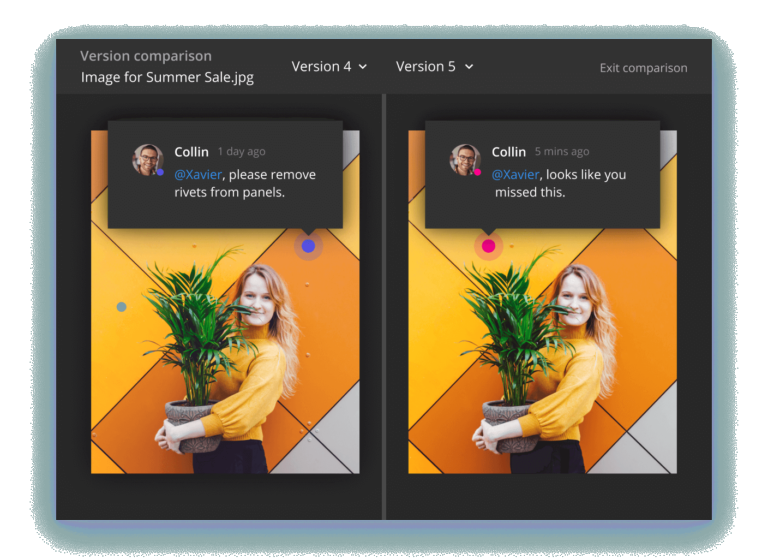 Version comparison
Image for Summer Sale.jpg
Version 4
Version 5
Exit comparison
Collin 1 day ago
@Xavier, please remove
rivets from panels.
Collin 5 mins ago
@Xavier, looks like you
missed this.